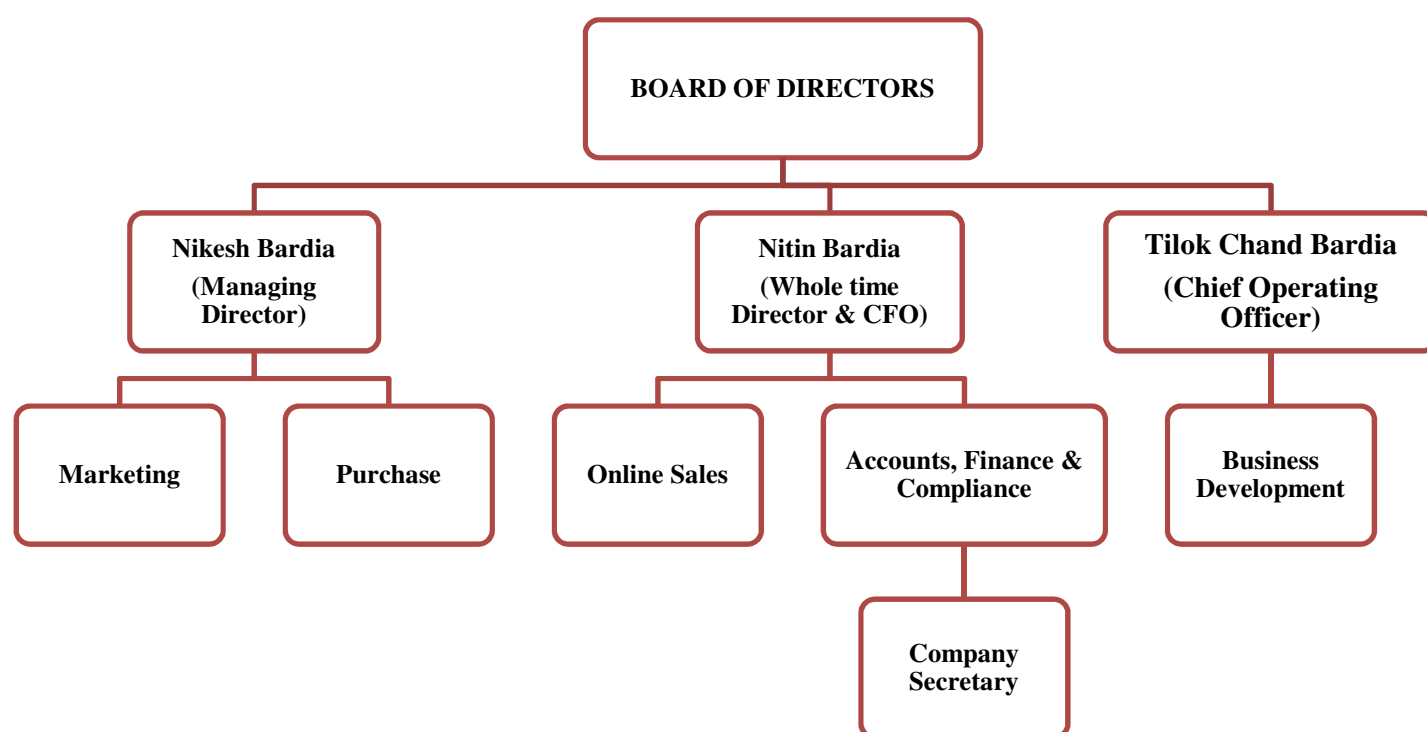 BOARD OF DIRECTORS
Nikesh Bardia
(Managing
Director)
Nitin Bardia
(Whole time
Director & CFO)
Tilok Chand Bardia
(Chief Operating
Officer)
Marketing
Purchase
Online Sales
Accounts, Finance &
Compliance
Business
Development
Company
Secretary